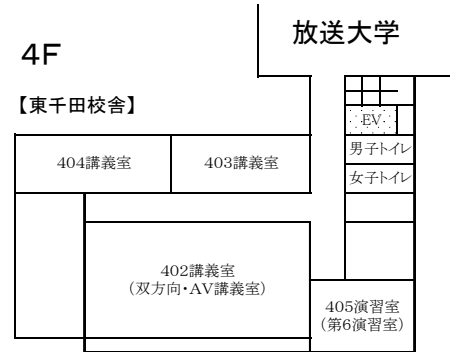 放送大学
4F
【東千田校舎】
EV
男子トイレ
女子トイレ
404講義室
403講義室
402講義室
(双方向・AV講義室)
405演習室
(第6演習室)